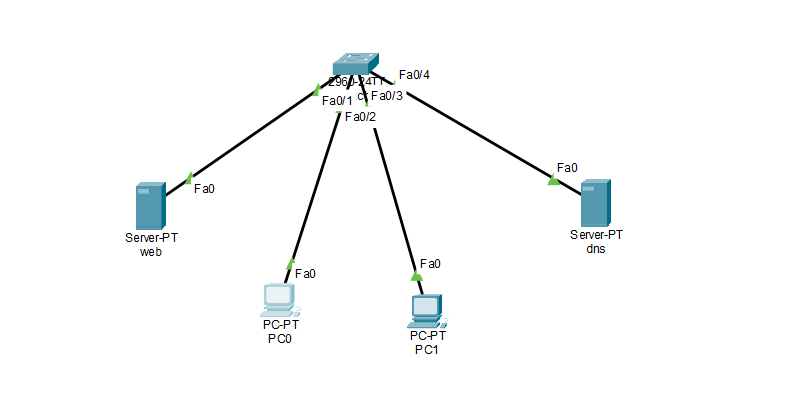 2960-24TT
Fa0/4
Fa0/1
Fa0/3
Fa0/2
Fa0
Fa0
Server-PT
web
Server-PT
dns
Fa0
Fa0
PC-PT
PC0
PC-PT
PC1